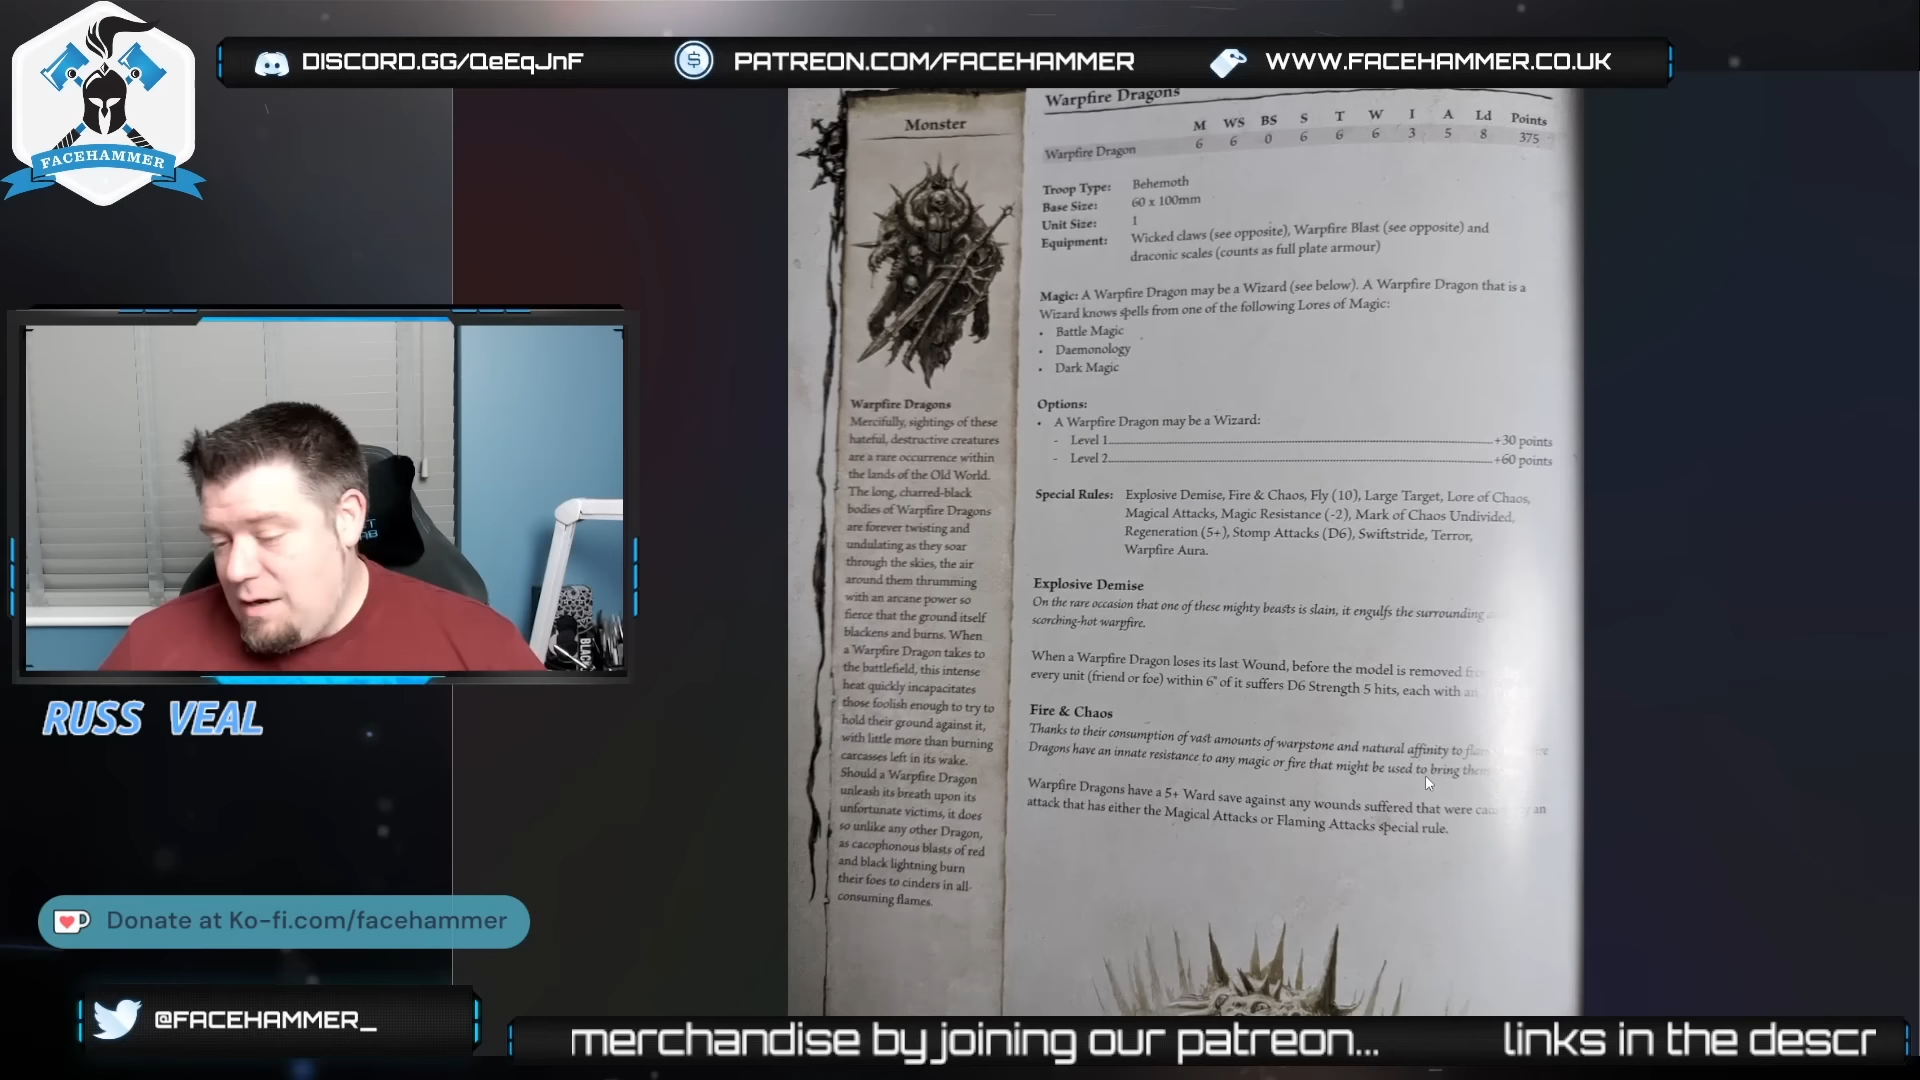 DISCORD.GG/QeEqJnF
PATREON.COM/FACEHAMMER
WWW.FACEHAMMER.CO.UK
FACEHAMMER
Monster
Warpfire Dragons
Mercifully, sightings of these
hateful, destructive creatures
are a rare occurrence within
the lands of the Old World.
The long, charred-black
bodies of Warpfire Dragons
are forever twisting and
undulating as they soar
through the skies, the air
around them thrumming
with an arcane power so
fierce that the ground itself
blackens and burns. When
a Warpfire Dragon takes to
the battlefield, this intense
heat quickly incapacitates
those foolish enough to try to
hold their ground against it,
with little more than burning
carcasses left in its wake.
Should a Warpfire Dragon
unleash its breath upon its
unfortunate victims, it does
so unlike any other Dragon,
as cacophonous blasts of red
and black lightning burn
their foes to cinders in all-
consuming flames.
Warpfire Dragons
M WS BS S T W I A Ld Points
Warpfire Dragon 6 6 0 6 6 6 3 5 8 375
Troop Type: Behemoth
Base Size: 60 x 100mm
Unit Size: 1
Equipment: Wicked claws (see opposite), Warpfire Blast (see opposite) and
draconic scales (counts as full plate armour)
Magic: A Warpfire Dragon may be a Wizard (see below). A Warpfire Dragon that is a
Wizard knows spells from one of the following Lores of Magic:
• Battle Magic
• Daemonology
• Dark Magic
Options:
• A Warpfire Dragon may be a Wizard:
- Level 1 +30 points
- Level 2 +60 points
Special Rules: Explosive Demise, Fire & Chaos, Fly (10), Large Target, Lore of Chaos,
Magical Attacks, Magic Resistance (-2), Mark of Chaos Undivided,
Regeneration (5+), Stomp Attacks (D6), Swiftstride, Terror,
Warpfire Aura.
Explosive Demise
On the rare occasion that one of these mighty beasts is slain, it engulfs the surrounding
scorching-hot warpfire.
When a Warpfire Dragon loses its last Wound, before the model is removed
every unit (friend or foe) within 6" of it suffers D6 Strength 5 hits, each with an
Fire & Chaos
Thanks to their consumption of vast amounts of warpstone and natural affinity to
Dragons have an innate resistance to any magic or fire that might be used to bring
Warpfire Dragons have a 5+ Ward save against any wounds suffered that were an
attack that has either the Magical Attacks or Flaming Attacks special rule.
RUSS VEAL
Donate at Ko-fi.com/facehammer
@FACEHAMMER_
merchandise by joining our patreon... links in the descr